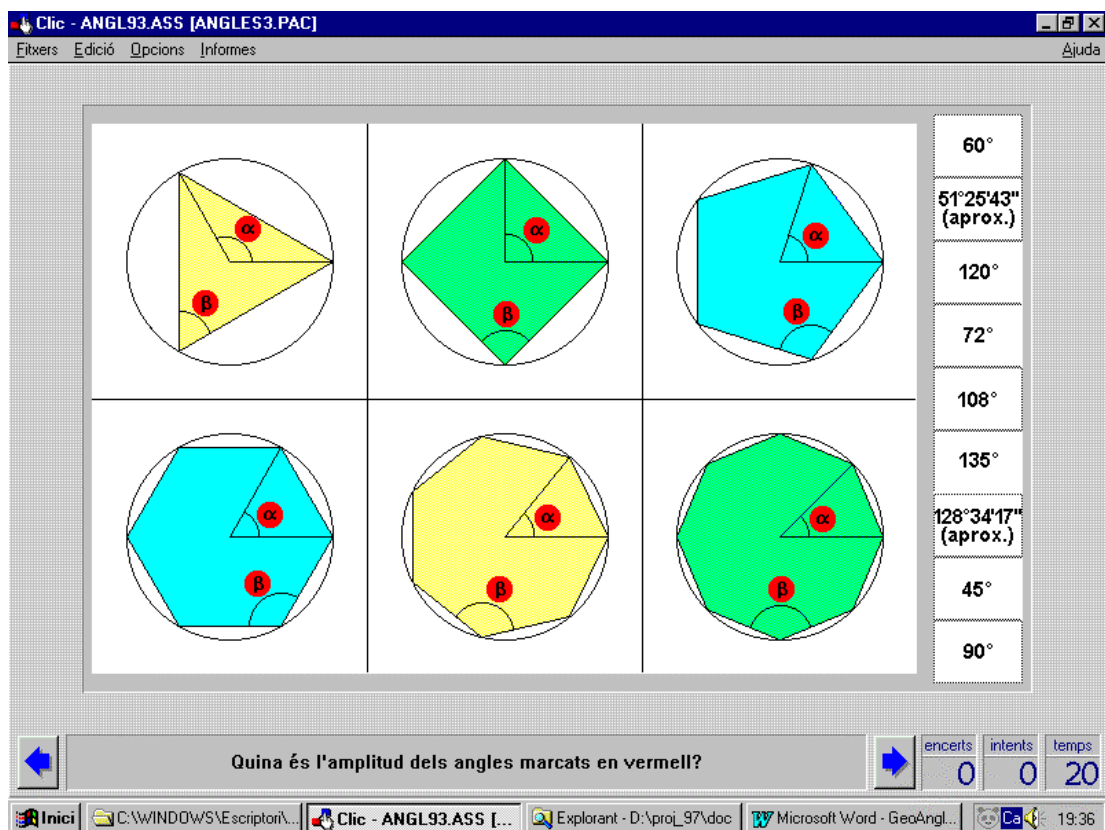 Clic - ANGL93.ASS [ANGLES3.PAC]
Fitxers Edició Opcions Informes Ajuda
α
β
α
β
α
β
α
β
α
β
α
β
60°
51°25'43"
(aprox.)
120°
72°
108°
135°
128°34'17"
(aprox.)
45°
90°
Quina és l'amplitud dels angles marcats en vermell?
encerts intents temps
0 0 20
Inici C:\WINDOWS\Escriptori\... Clic - ANGL93.ASS [... Explorant - D:\proj_97\doc Microsoft Word - GeoAngl... Ca 19:36